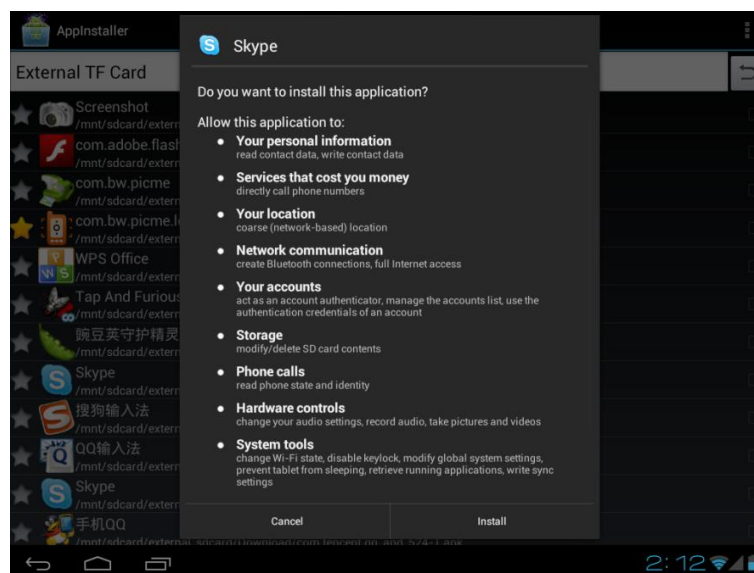 AppInstaller
External TF Card
Screenshot
/mnt/sdcard/extern
com.adobe.flash
/mnt/sdcard/extern
com.bw.picme
/mnt/sdcard/extern
com.bw.picme.l
/mnt/sdcard/extern
WPS Office
/mnt/sdcard/extern
Tap And Furious
/mnt/sdcard/extern
豌豆荚守护精灵
/mnt/sdcard/extern
Skype
/mnt/sdcard/extern
搜狗输入法
/mnt/sdcard/extern
QQ输入法
/mnt/sdcard/extern
Skype
/mnt/sdcard/extern
手机QQ
Skype
Do you want to install this application?
Allow this application to:
Your personal information
read contact data, write contact data
Services that cost you money
directly call phone numbers
Your location
coarse (network-based) location
Network communication
create Bluetooth connections, full Internet access
Your accounts
act as an account authenticator, manage the accounts list, use the
authentication credentials of an account
Storage
modify/delete SD card contents
Phone calls
read phone state and identity
Hardware controls
change your audio settings, record audio, take pictures and videos
System tools
change Wi-Fi state, disable keylock, modify global system settings,
prevent tablet from sleeping, retrieve running applications, write sync
settings
Cancel
Install
2:12